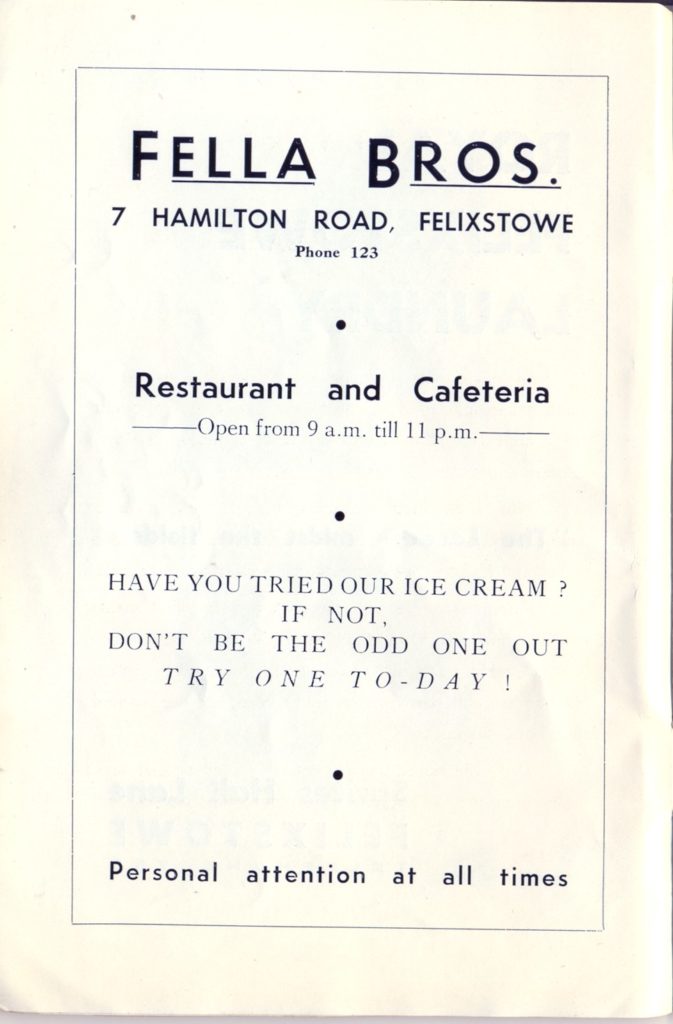 FELLA BROS.
7 HAMILTON ROAD, FELIXSTOWE
Phone 123
•
Restaurant and Cafeteria
Open from 9 a.m. till 11 p.m.
•
HAVE YOU TRIED OUR ICE CREAM ?
IF NOT,
DON'T BE THE ODD ONE OUT
TRY ONE TO-DAY !
•
Personal attention at all times